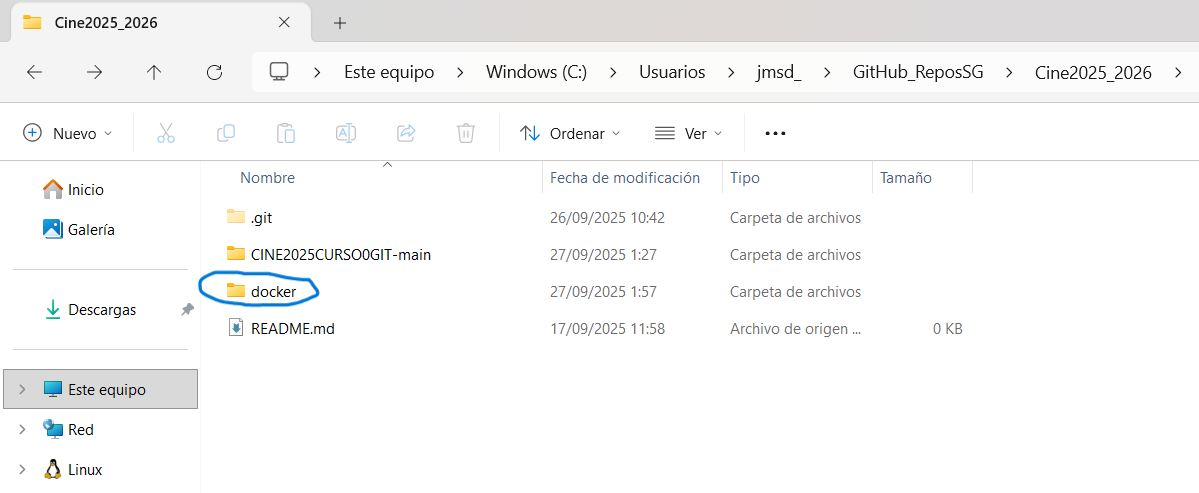 Cine2025_2026
Este equipo Windows (C:) Usuarios jmsd_ GitHub_ReposSG Cine2025_2026
Nuevo Ordenar Ver
Nombre Fecha de modificación Tipo Tamaño
Inicio
Galería
Descargas
Este equipo
Red
Linux
.git 26/09/2025 10:42 Carpeta de archivos
CINE2025CURSO0GIT-main 27/09/2025 1:27 Carpeta de archivos
docker 27/09/2025 1:57 Carpeta de archivos
README.md 17/09/2025 11:58 Archivo de origen ... 0 KB